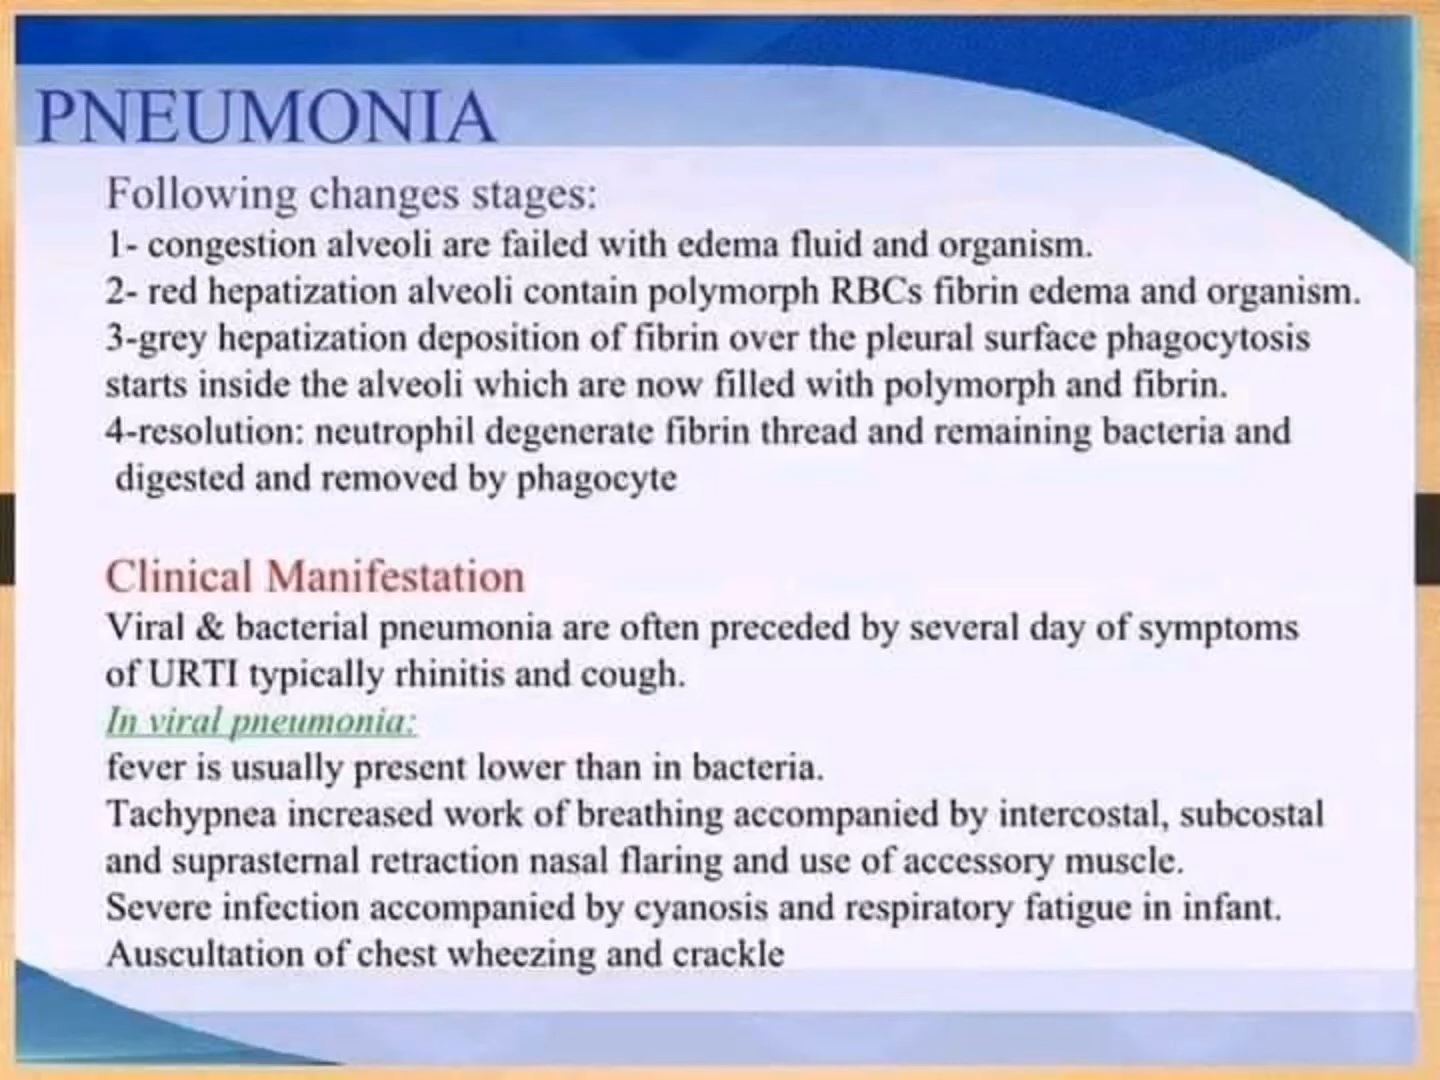 PNEUMONIA
Following changes stages:
1- congestion alveoli are failed with edema fluid and organism.
2- red hepatization alveoli contain polymorph RBCs fibrin edema and organism.
3-grey hepatization deposition of fibrin over the pleural surface phagocytosis
starts inside the alveoli which are now filled with polymorph and fibrin.
4-resolution: neutrophil degenerate fibrin thread and remaining bacteria and
digested and removed by phagocyte
Clinical Manifestation
Viral & bacterial pneumonia are often preceded by several day of symptoms
of URTI typically rhinitis and cough.
In viral pneumonia:
fever is usually present lower than in bacteria.
Tachypnea increased work of breathing accompanied by intercostal, subcostal
and suprasternal retraction nasal flaring and use of accessory muscle.
Severe infection accompanied by cyanosis and respiratory fatigue in infant.
Auscultation of chest wheezing and crackle